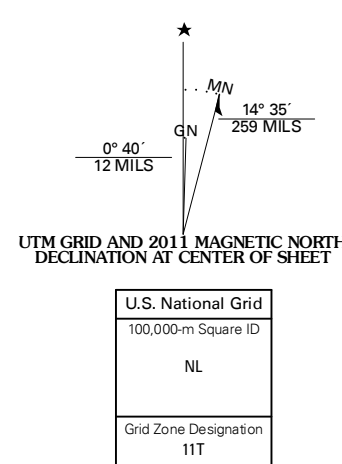 MN
GN
14° 35´
259 MILS
0° 40´
12 MILS
UTM GRID AND 2011 MAGNETIC NORTH
DECLINATION AT CENTER OF SHEET
U.S. National Grid
100,000-m Square ID
NL
Grid Zone Designation
11T